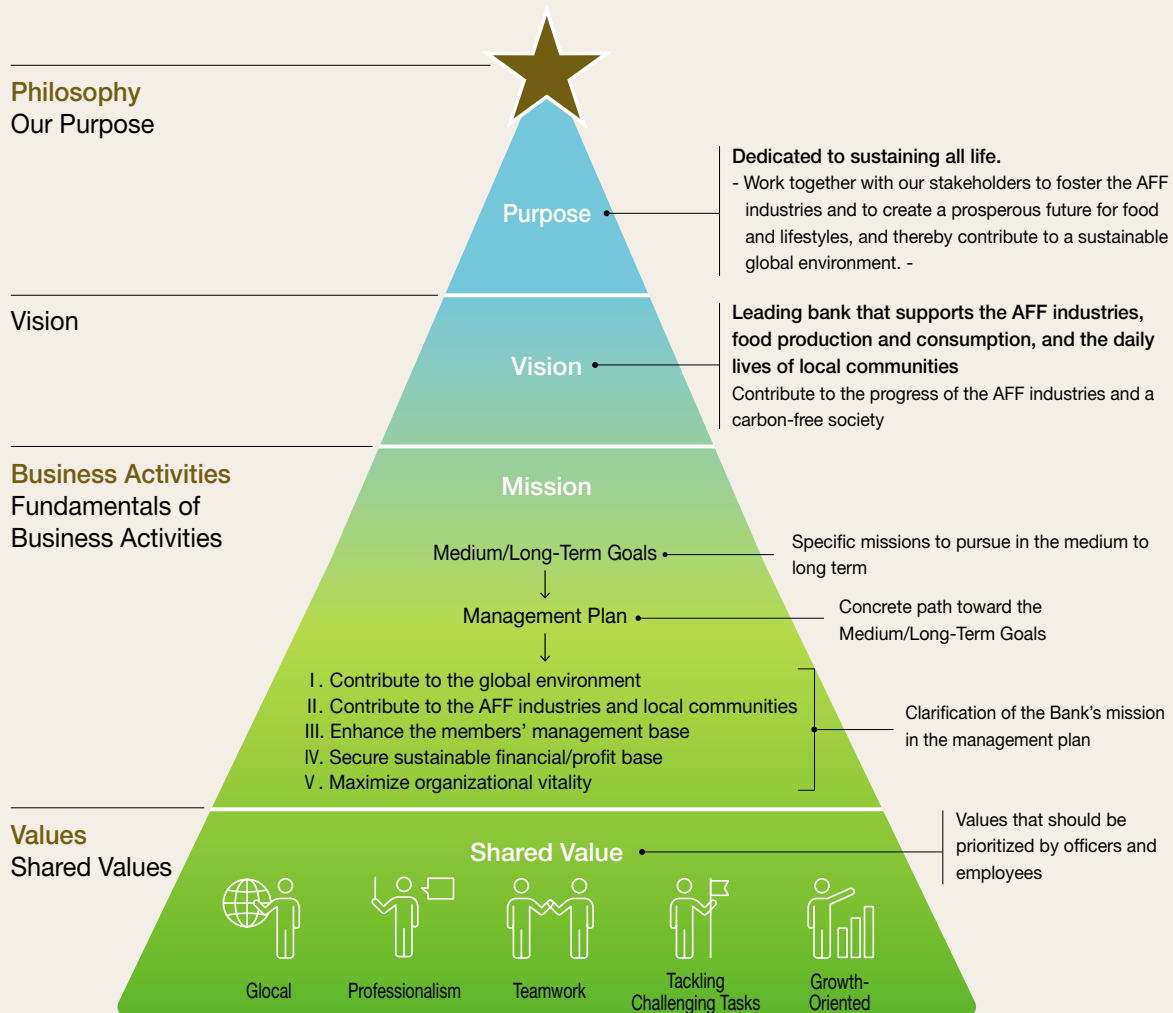 Philosophy
Our Purpose
Purpose
Dedicated to sustaining all life.
- Work together with our stakeholders to foster the AFF
industries and to create a prosperous future for food
and lifestyles, and thereby contribute to a sustainable
global environment. -
Vision
Vision
Leading bank that supports the AFF industries,
food production and consumption, and the daily
lives of local communities
Contribute to the progress of the AFF industries and a
carbon-free society
Business Activities
Fundamentals of
Business Activities
Mission
Medium/Long-Term Goals
Specific missions to pursue in the medium to
long term
Management Plan
Concrete path toward the
Medium/Long-Term Goals
I. Contribute to the global environment
II. Contribute to the AFF industries and local communities
III. Enhance the members' management base
IV. Secure sustainable financial/profit base
V. Maximize organizational vitality
Clarification of the Bank's mission
in the management plan
Values
Shared Values
Shared Value
Values that should be
prioritized by officers and
employees
Glocal
Professionalism
Teamwork
Tackling
Challenging Tasks
Growth-
Oriented